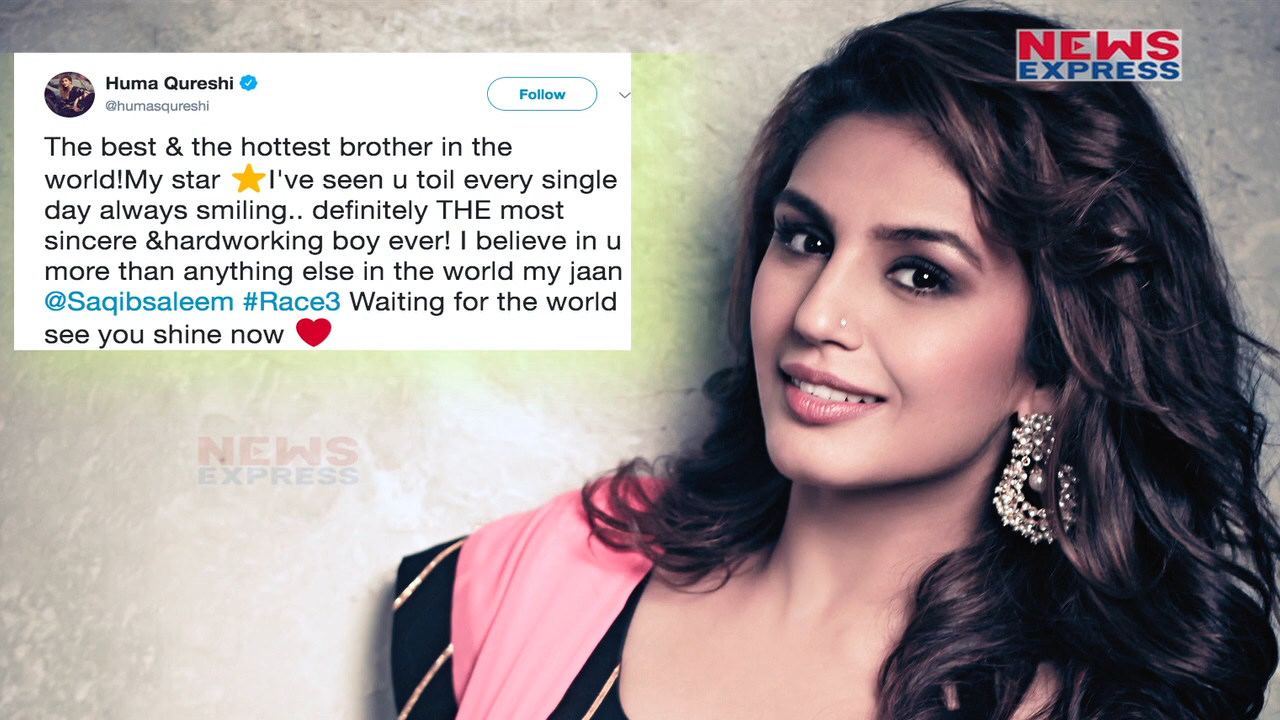 NEWS
EXPRESS
Huma Qureshi
@humasqureshi
Follow
The best & the hottest brother in the
world!My star ⭐I've seen u toil every single
day always smiling.. definitely THE most
sincere &hardworking boy ever! I believe in u
more than anything else in the world my jaan
@Saqibsaleem #Race3 Waiting for the world
see you shine now ❤️
NEWS
EXPRESS